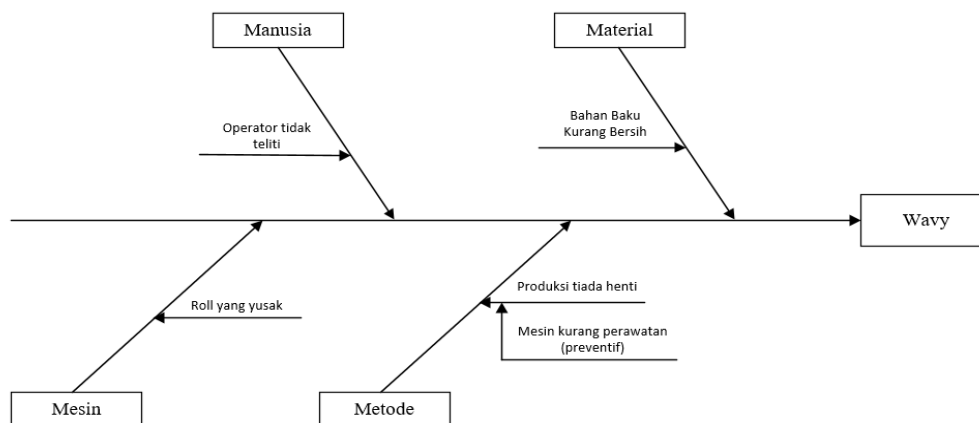 Manusia
Material
Operator tidak
teliti
Bahan Baku
Kurang Bersih
Wavy
Roll yang yusak
Produksi tiada henti
Mesin kurang perawatan
(preventif)
Mesin
Metode